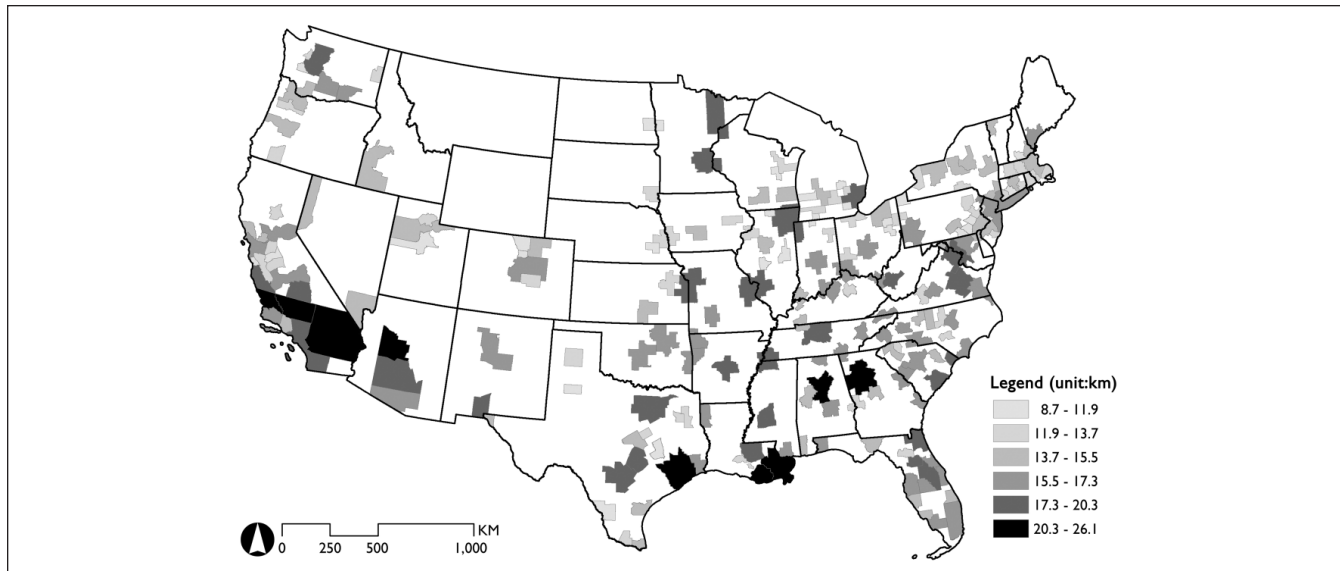 Legend (unit:km)
8.7 - 11.9
11.9 - 13.7
13.7 - 15.5
15.5 - 17.3
17.3 - 20.3
20.3 - 26.1
KM
0 250 500 1,000